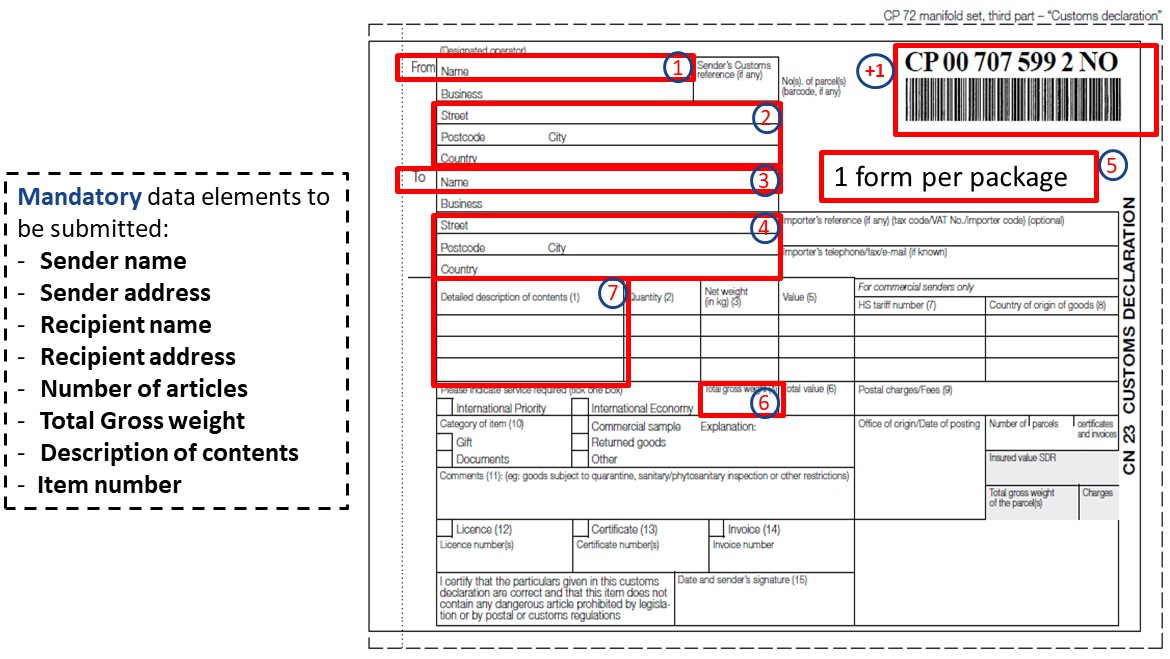 CP 72 manifold set, third part – “Customs declaration”
(Designated operator)
From
Name
1
Sender's Customs
reference (if any)
No(s). of parcel(s)
(barcode, if any)
+1
CP 00 707 599 2 NO
Business
Street
2
Postcode City
Country
To
Name
3
1 form per package
5
Business
Street
4
Importer's reference (if any) (tax code/VAT No./importer code) (optional)
Postcode City
Importer's telephone/fax/e-mail (if known)
Country
Mandatory data elements to
be submitted:
- Sender name
- Sender address
- Recipient name
- Recipient address
- Number of articles
- Total Gross weight
- Description of contents
- Item number
Detailed description of contents (1)
7
Quantity (2)
Net weight
(in kg) (3)
Value (5)
For commercial senders only
HS tariff number (7)
Country of origin of goods (8)
Please indicate service required (tick one box)
International Priority
International Economy
Total gross weight
6
Total value (6)
Postal charges/Fees (9)
Category of item (10)
Commercial sample
Explanation:
Gift
Returned goods
Documents
Other
Office of origin/Date of posting
Number of parcels
certificates
and invoices
Insured value SDR
Total gross weight
of the parcel(s)
Charges
Comments (11): (eg: goods subject to quarantine, sanitary/phytosanitary inspection or other restrictions)
Licence (12)
Licence number(s)
Certificate (13)
Certificate number(s)
Invoice (14)
Invoice number
I certify that the particulars given in this customs
declaration are correct and that this item does not
contain any dangerous article prohibited by legisla-
tion or by postal or customs regulations
Date and sender's signature (15)
CN 23 CUSTOMS DECLARATION